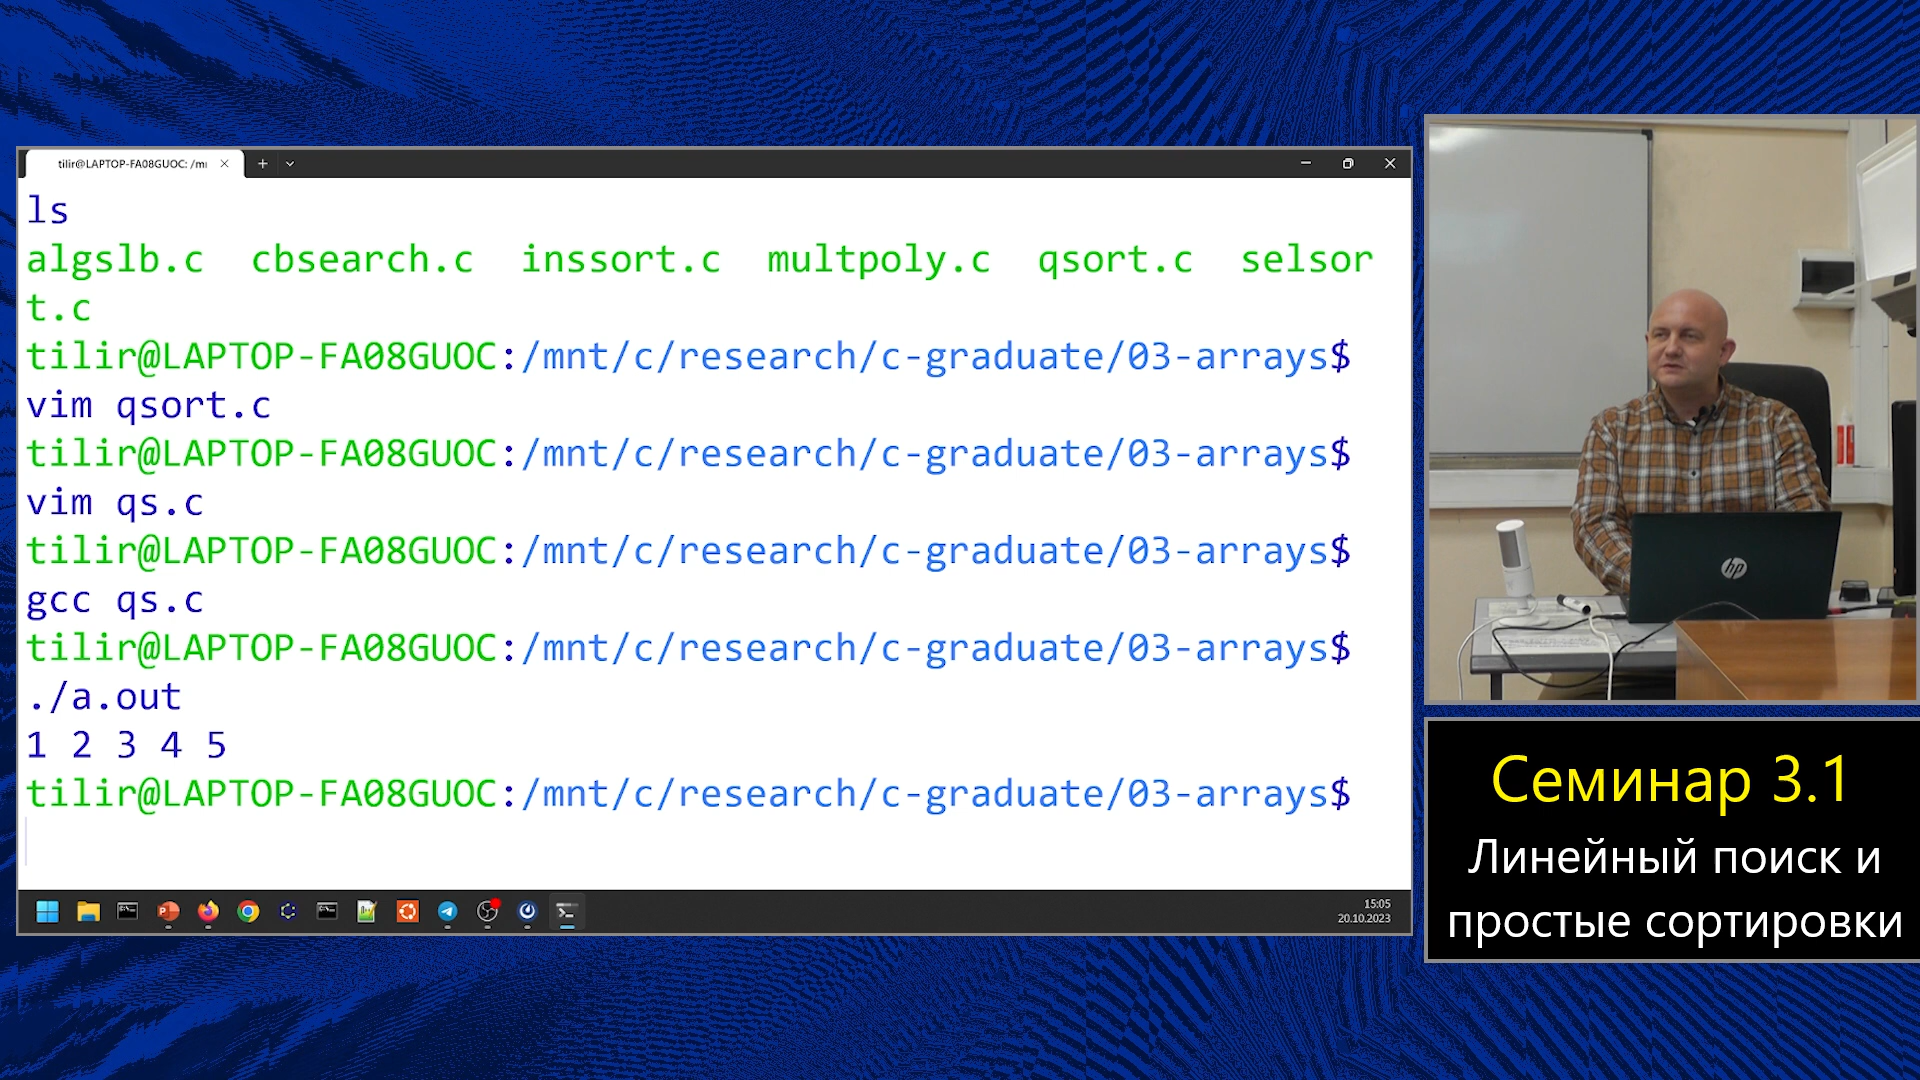 tilir@LAPTOP-FA08GUOC: /m
ls
algslb.c cbsearch.c inssort.c multpoly.c qsort.c selsor
t.c
tilir@LAPTOP-FA08GUOC:/mnt/c/research/c-graduate/03-arrays$
vim qsort.c
tilir@LAPTOP-FA08GUOC:/mnt/c/research/c-graduate/03-arrays$
vim qs.c
tilir@LAPTOP-FA08GUOC:/mnt/c/research/c-graduate/03-arrays$
gcc qs.c
tilir@LAPTOP-FA08GUOC:/mnt/c/research/c-graduate/03-arrays$
./a.out
1 2 3 4 5
tilir@LAPTOP-FA08GUOC:/mnt/c/research/c-graduate/03-arrays$
15:05
20.10.2023
hp
Семинар 3.1
Линейный поиск и
простые сортировки